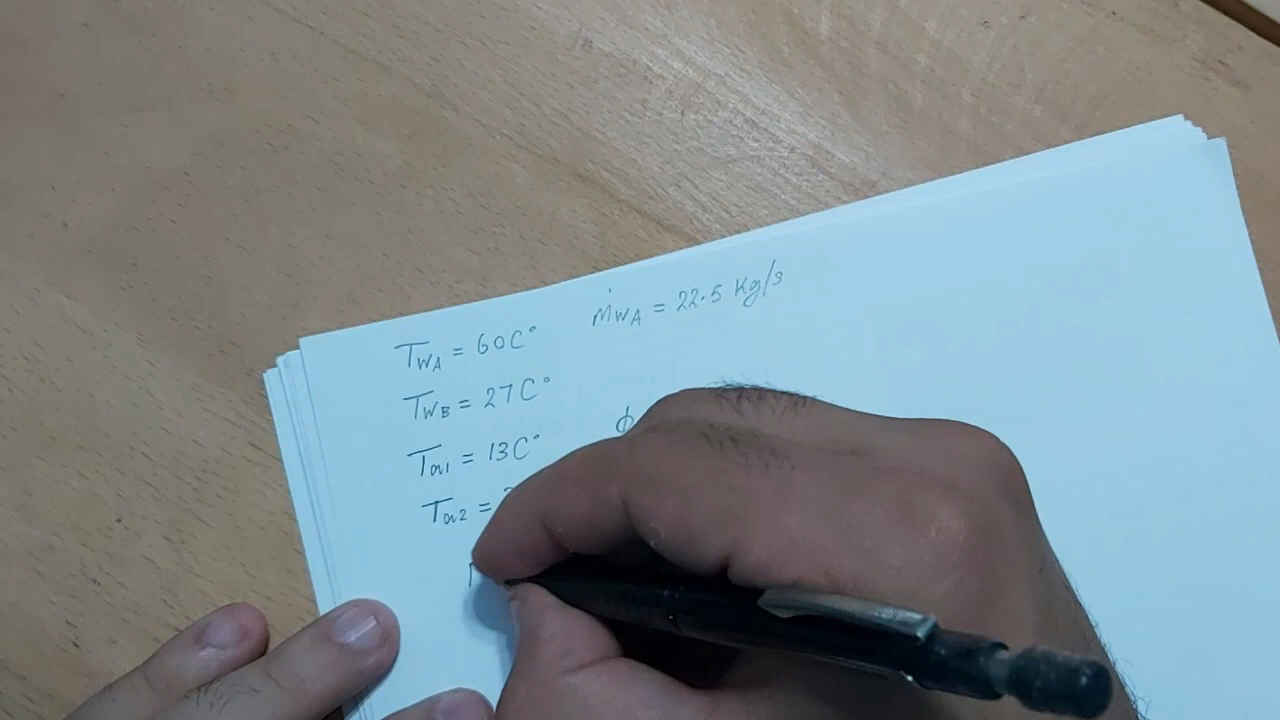 ṁWA = 22.5 Kg/s
TWA = 60C°
TWB = 27C°
Ta1 = 13C° ϕ
Ta2 =